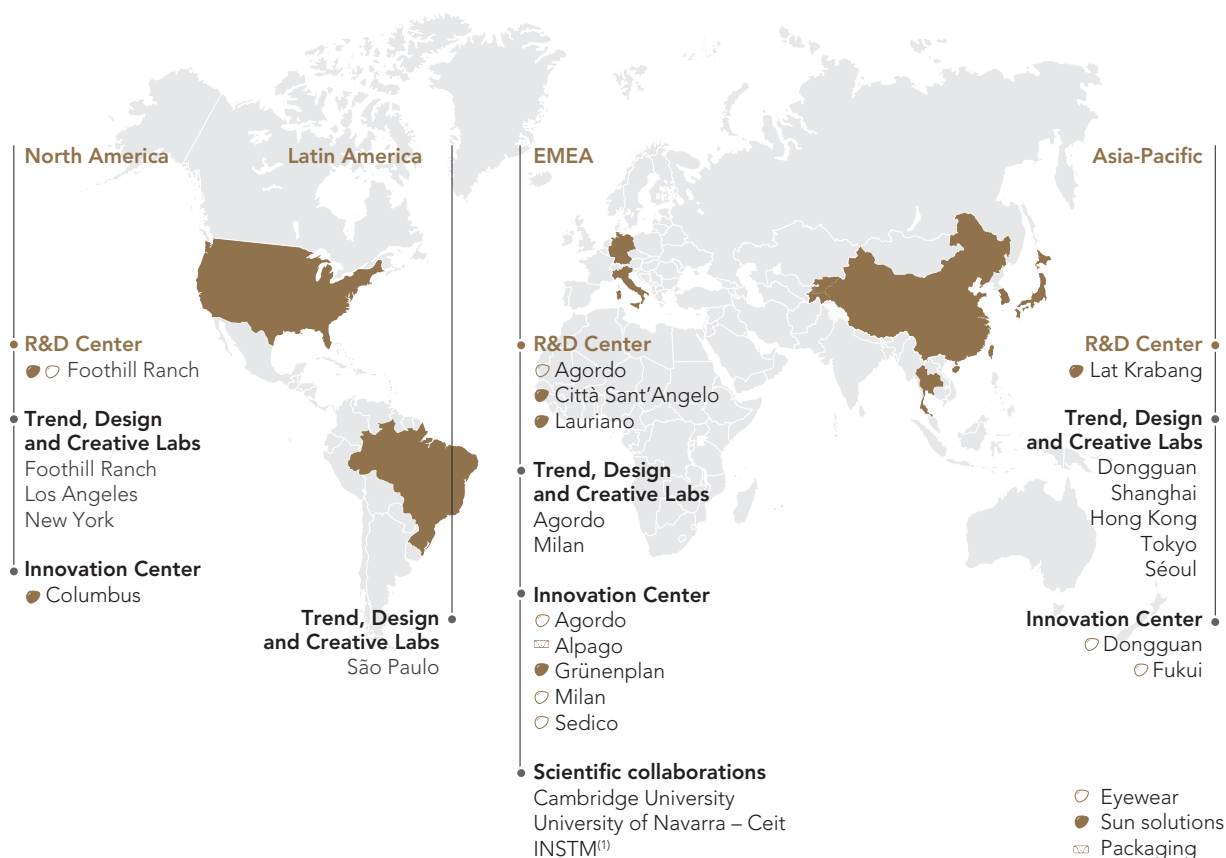 North America
R&D Center
Foothill Ranch
Trend, Design
and Creative Labs
Foothill Ranch
Los Angeles
New York
Innovation Center
Columbus
Latin America
Trend, Design
and Creative Labs
São Paulo
EMEA
R&D Center
Agordo
Città Sant’Angelo
Lauriano
Trend, Design
and Creative Labs
Agordo
Milan
Innovation Center
Agordo
Alpago
Grünenplan
Milan
Sedico
Scientific collaborations
Cambridge University
University of Navarra – Ceit
INSTM(1)
Asia-Pacific
R&D Center
Lat Krabang
Trend, Design
and Creative Labs
Dongguan
Shanghai
Hong Kong
Tokyo
Séoul
Innovation Center
Dongguan
Fukui
Eyewear
Sun solutions
Packaging